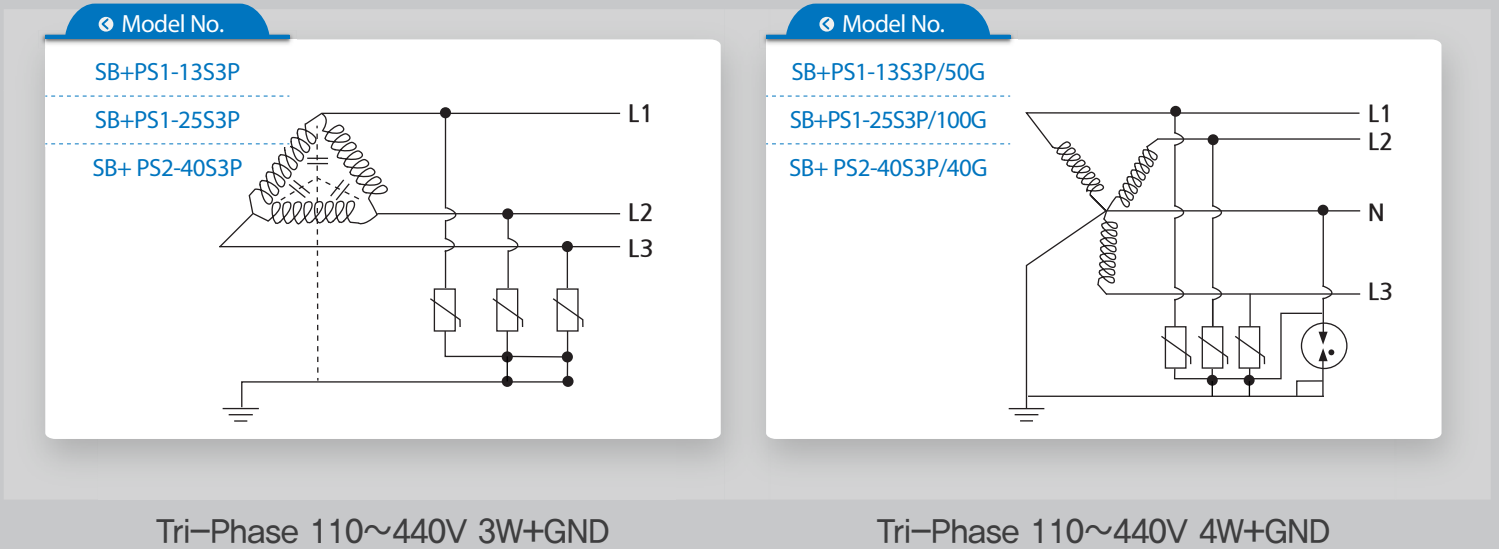 Model No.
SB+PS1-13S3P
SB+PS1-25S3P
SB+ PS2-40S3P
L1
L2
L3
Tri-Phase 110~440V 3W+GND
Model No.
SB+PS1-13S3P/50G
SB+PS1-25S3P/100G
SB+ PS2-40S3P/40G
L1
L2
N
L3
Tri-Phase 110~440V 4W+GND